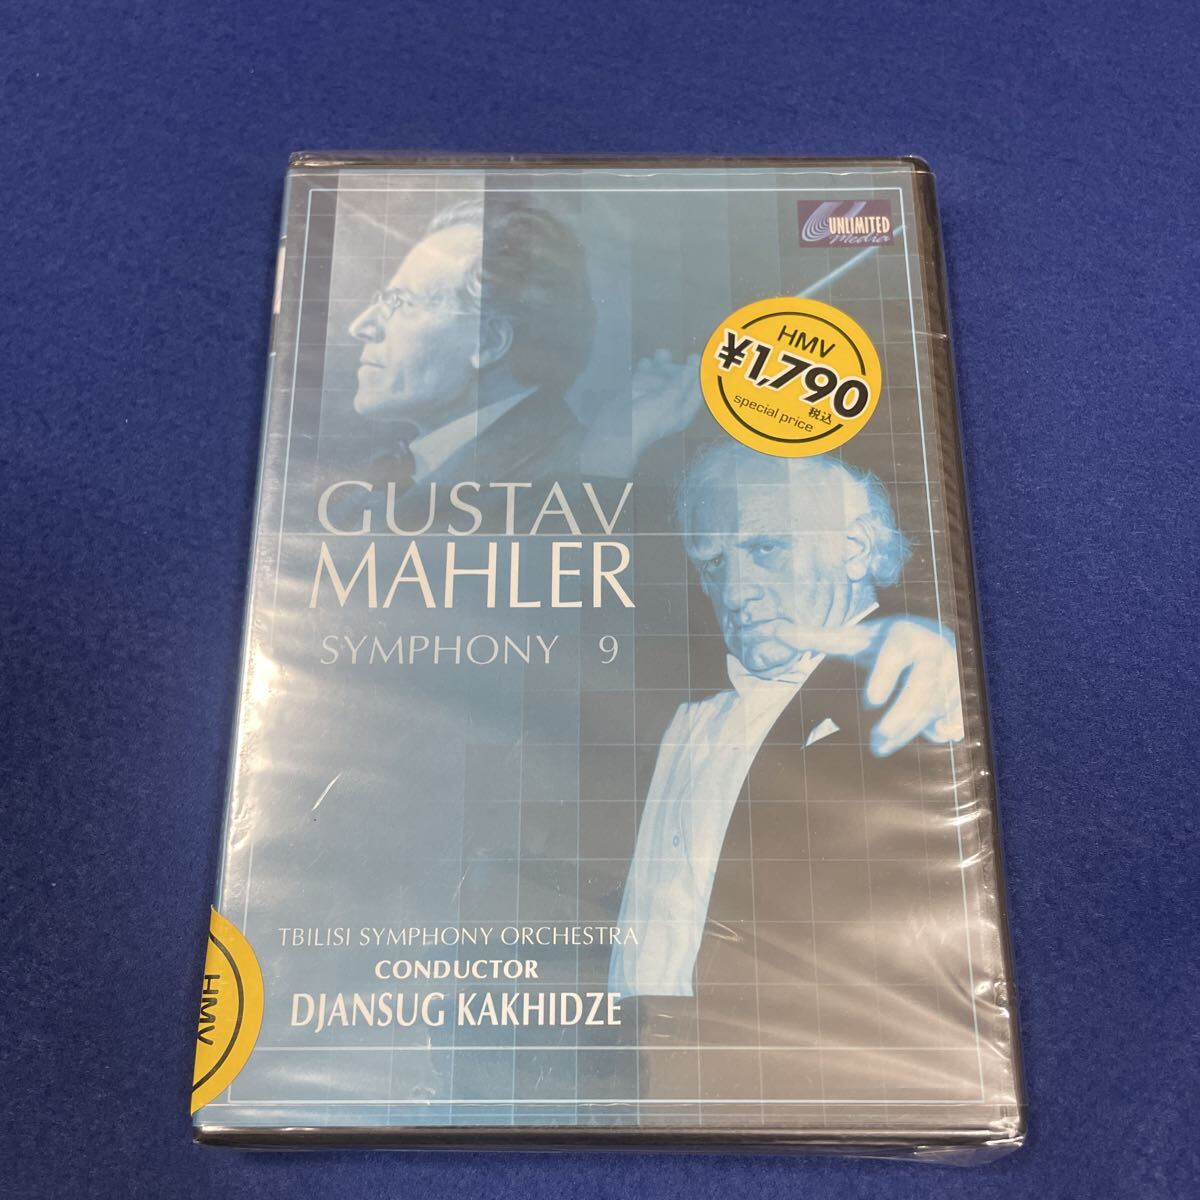 UNLIMITED
Media
HMV
¥1,790
税込
special price
GUSTAV
MAHLER
SYMPHONY 9
TBILISI SYMPHONY ORCHESTRA
CONDUCTOR
DJANSUG KAKHIDZE
HMV